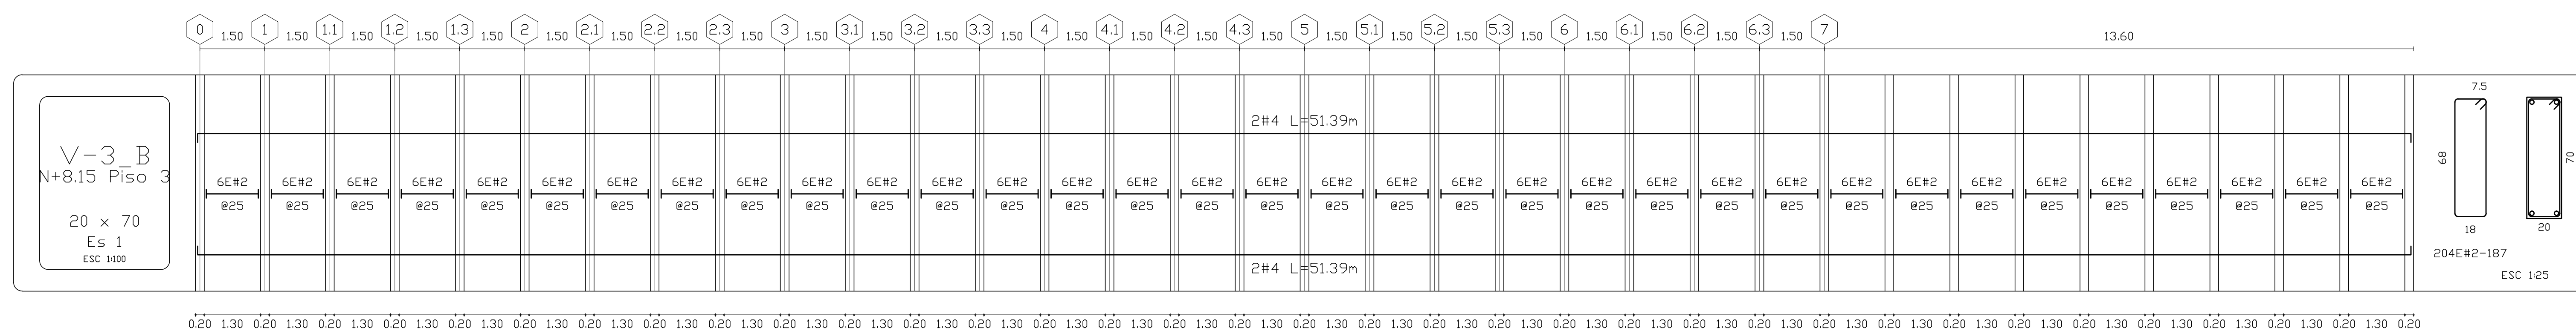 0 1 1.1 1.2 1.3 2 2.1 2.2 2.3 3 3.1 3.2 3.3 4 4.1 4.2 4.3 5 5.1 5.2 5.3 6 6.1 6.2 6.3 7
1.50 1.50 1.50 1.50 1.50 1.50 1.50 1.50 1.50 1.50 1.50 1.50 1.50 1.50 1.50 1.50 1.50 1.50 1.50 1.50 1.50 1.50 1.50 1.50 1.50 13.60
V-3_B
N+8.15 Piso 3
20 x 70
Es 1
ESC 1:100
2#4 L=51.39m
6E#2 6E#2 6E#2 6E#2 6E#2 6E#2 6E#2 6E#2 6E#2 6E#2 6E#2 6E#2 6E#2 6E#2 6E#2 6E#2 6E#2 6E#2 6E#2 6E#2 6E#2 6E#2 6E#2 6E#2 6E#2 6E#2 6E#2 6E#2 6E#2 6E#2 6E#2 6E#2 6E#2 6E#2
@25 @25 @25 @25 @25 @25 @25 @25 @25 @25 @25 @25 @25 @25 @25 @25 @25 @25 @25 @25 @25 @25 @25 @25 @25 @25 @25 @25 @25 @25 @25 @25 @25 @25
2#4 L=51.39m
7.5
68
18
70
20
204E#2-187
ESC 1:25
0.20 1.30 0.20 1.30 0.20 1.30 0.20 1.30 0.20 1.30 0.20 1.30 0.20 1.30 0.20 1.30 0.20 1.30 0.20 1.30 0.20 1.30 0.20 1.30 0.20 1.30 0.20 1.30 0.20 1.30 0.20 1.30 0.20 1.30 0.20 1.30 0.20 1.30 0.20 1.30 0.20 1.30 0.20 1.30 0.20 1.30 0.20 1.30 0.20 1.30 0.20 1.30 0.20 1.30 0.20 1.30 0.20 1.30 0.20 1.30 0.20 1.30 0.20 1.30 0.20 1.30 0.20 1.30 0.20